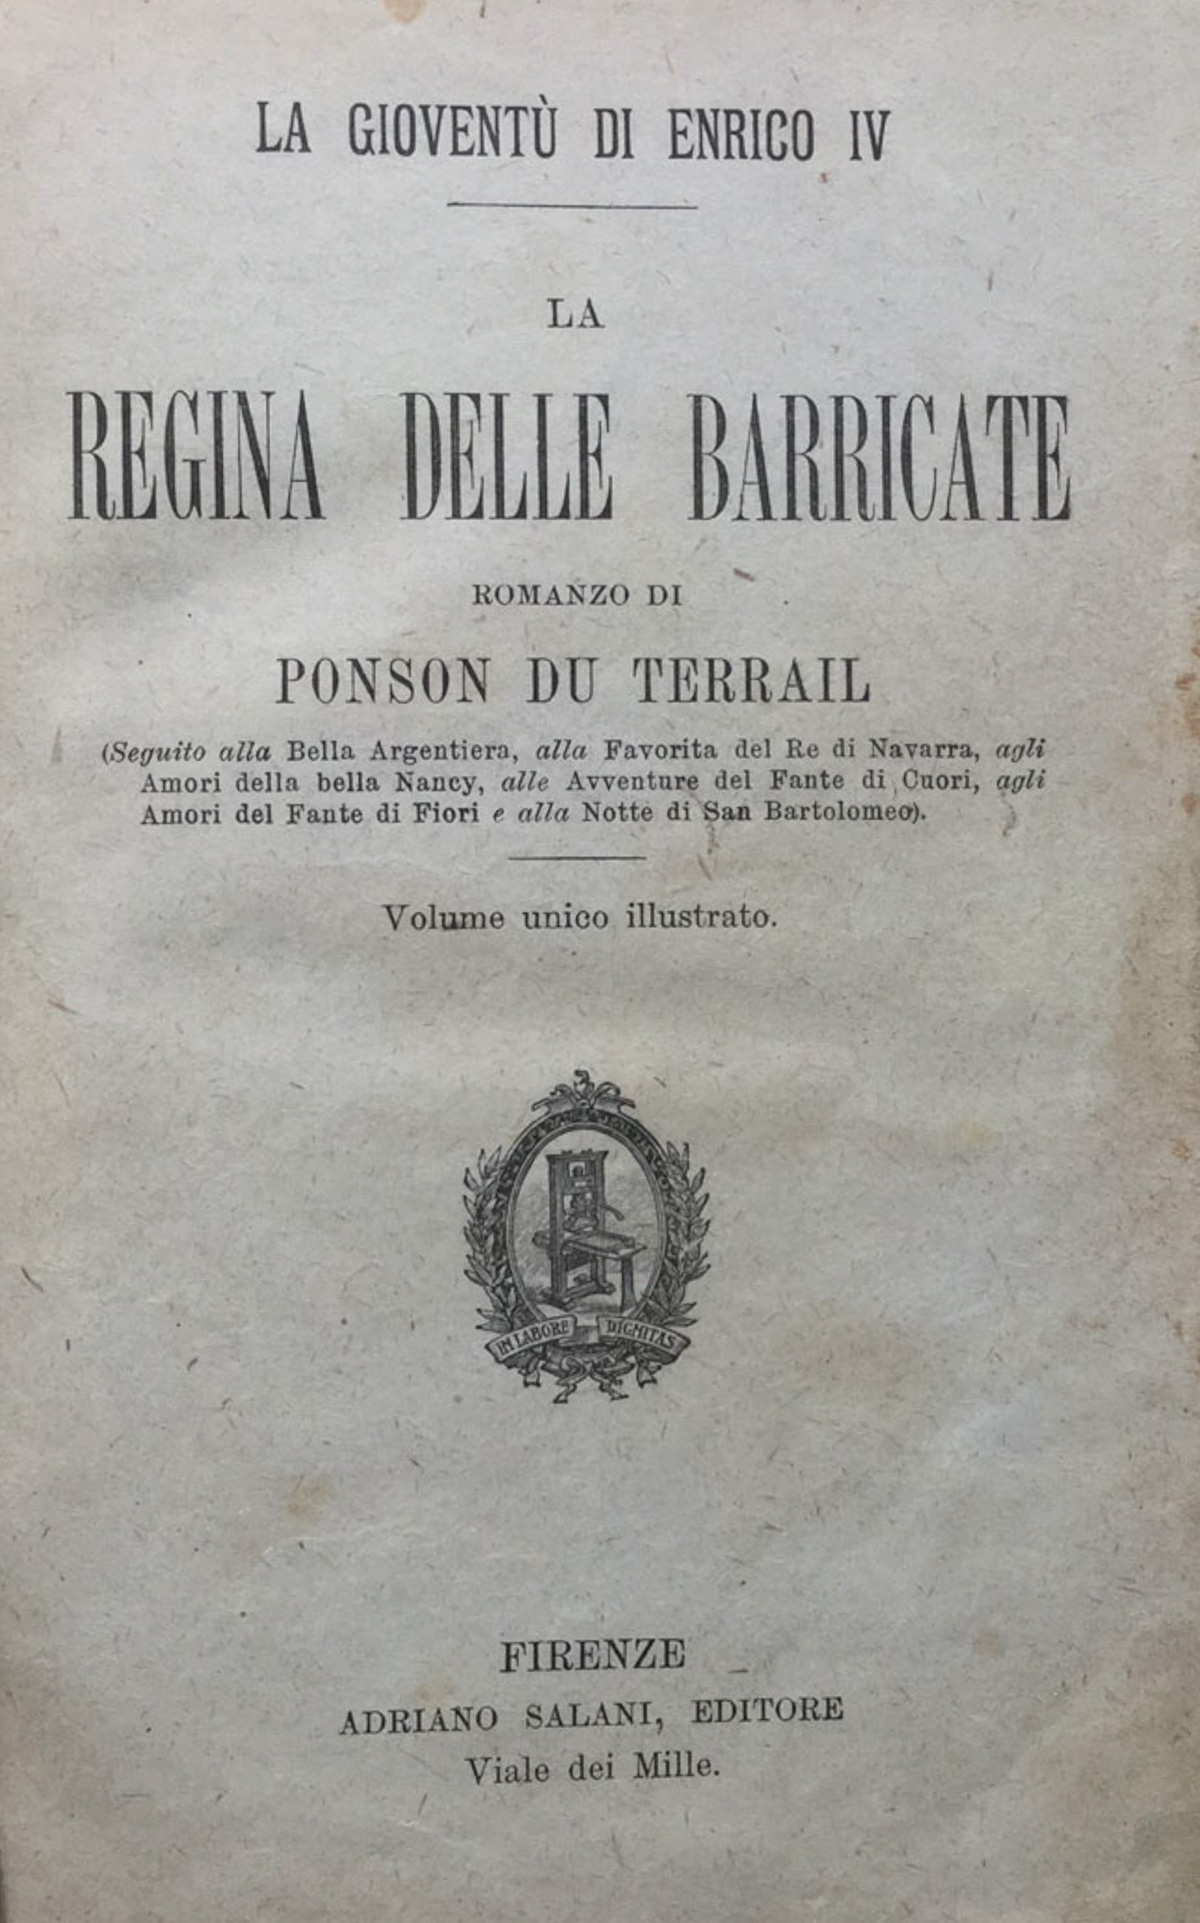 LA GIOVENTÙ DI ENRICO IV
LA
REGINA DELLE BARRICATE
ROMANZO DI
PONSON DU TERRAIL
(Seguito alla Bella Argentiera, alla Favorita del Re di Navarra, agli
Amori della bella Nancy, alle Avventure del Fante di Cuori, agli
Amori del Fante di Fiori e alla Notte di San Bartolomeo).
Volume unico illustrato.
IN LABORE DIGNITAS
FIRENZE
ADRIANO SALANI, EDITORE
Viale dei Mille.